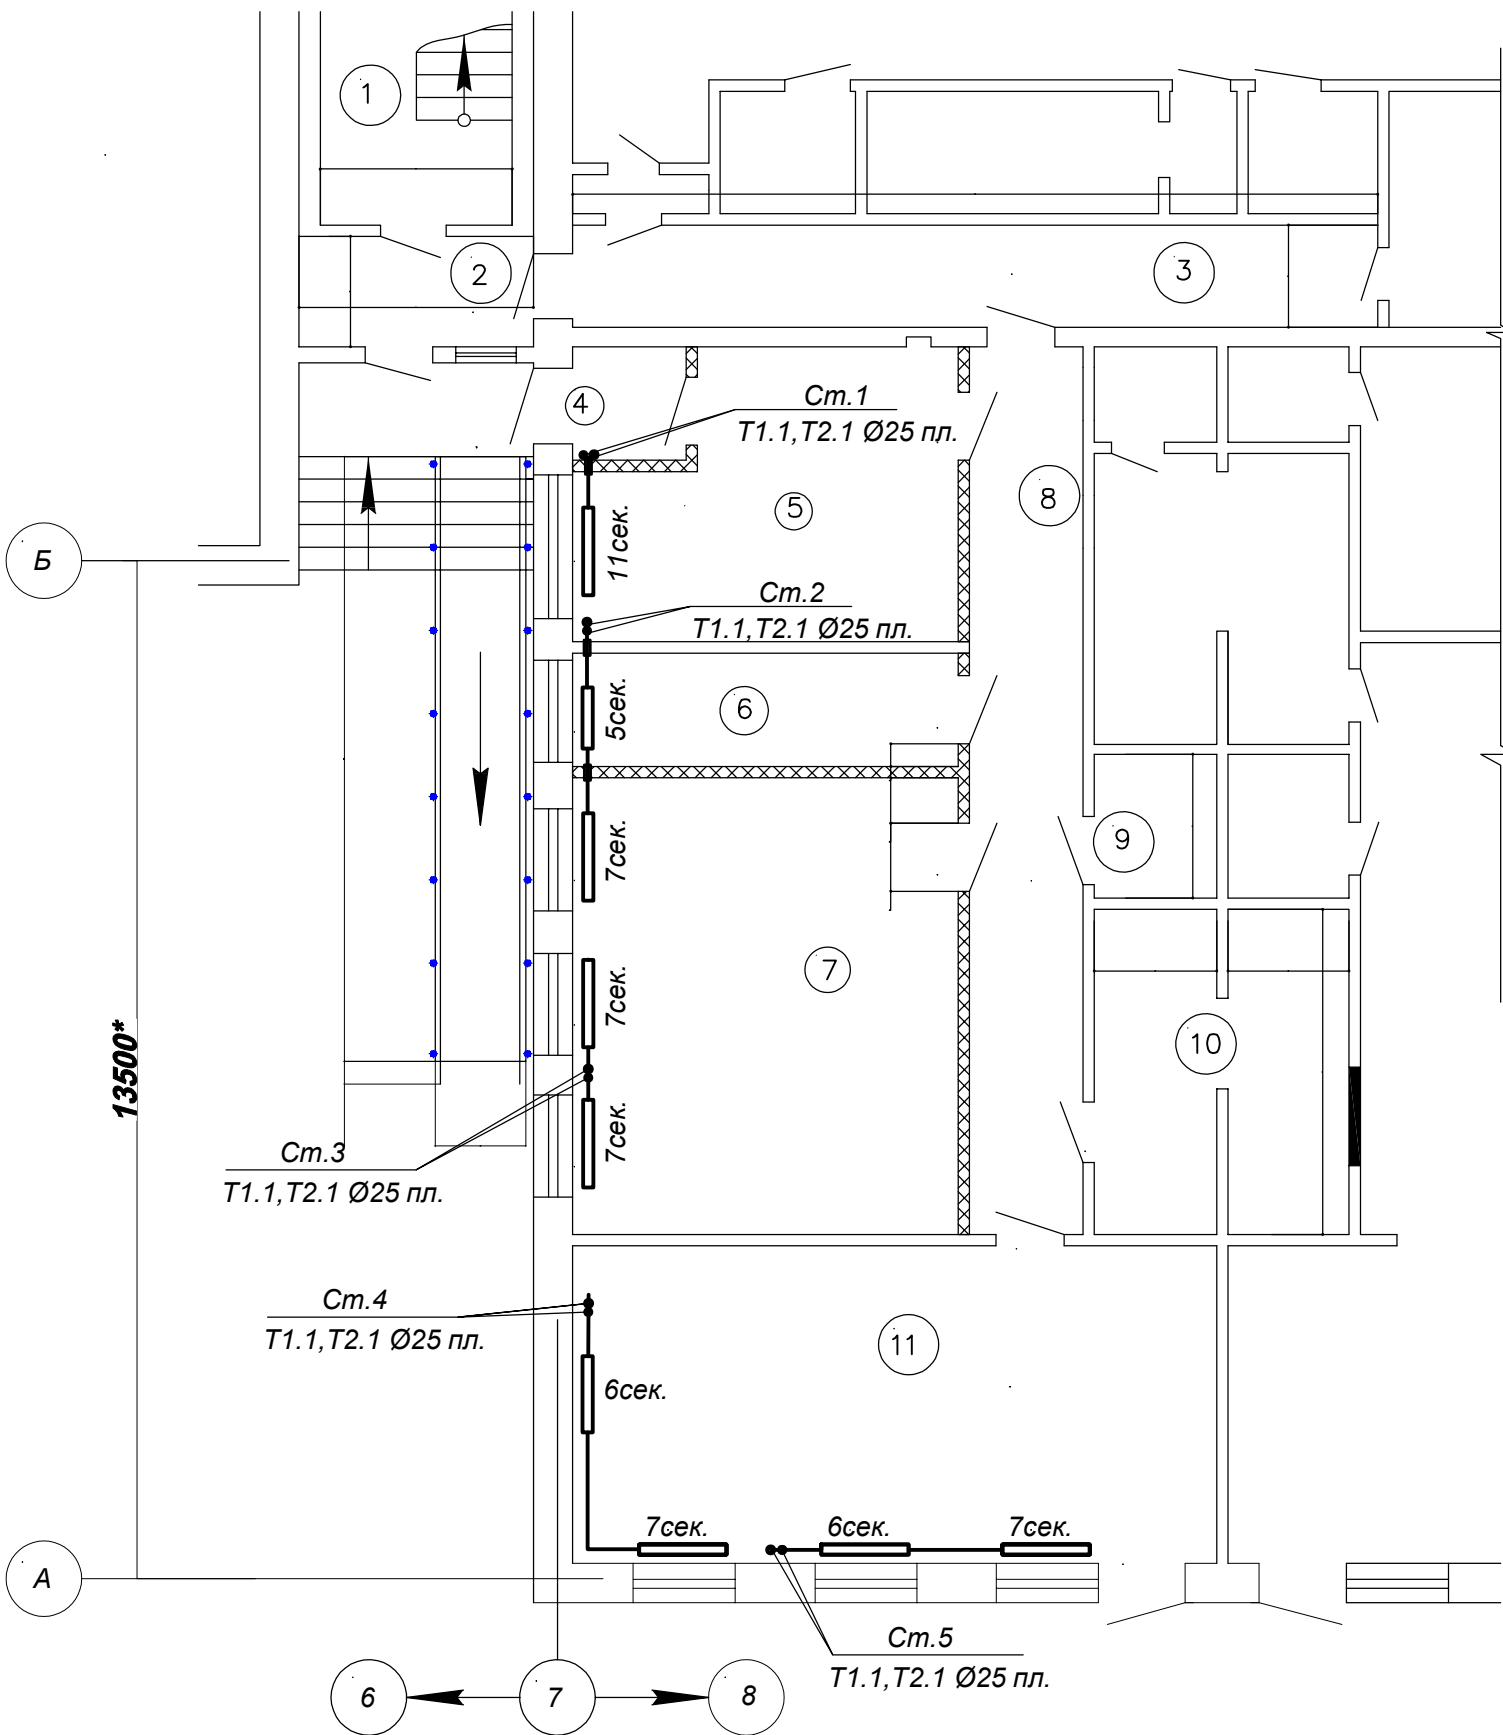 1
2
3
4
Ст.1
Т1.1,Т2.1 Ø25 пл.
5
8
11сек.
Б
Ст.2
Т1.1,Т2.1 Ø25 пл.
5сек.
6
7сек.
9
7сек.
7
10
13500*
7сек.
Ст.3
Т1.1,Т2.1 Ø25 пл.
Ст.4
Т1.1,Т2.1 Ø25 пл.
11
6сек.
7сек.
6сек.
7сек.
А
Ст.5
Т1.1,Т2.1 Ø25 пл.
6
7
8